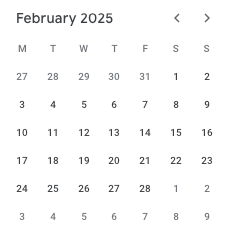 February 2025
M T W T F S S
27 28 29 30 31 1 2
3 4 5 6 7 8 9
10 11 12 13 14 15 16
17 18 19 20 21 22 23
24 25 26 27 28 1 2
3 4 5 6 7 8 9